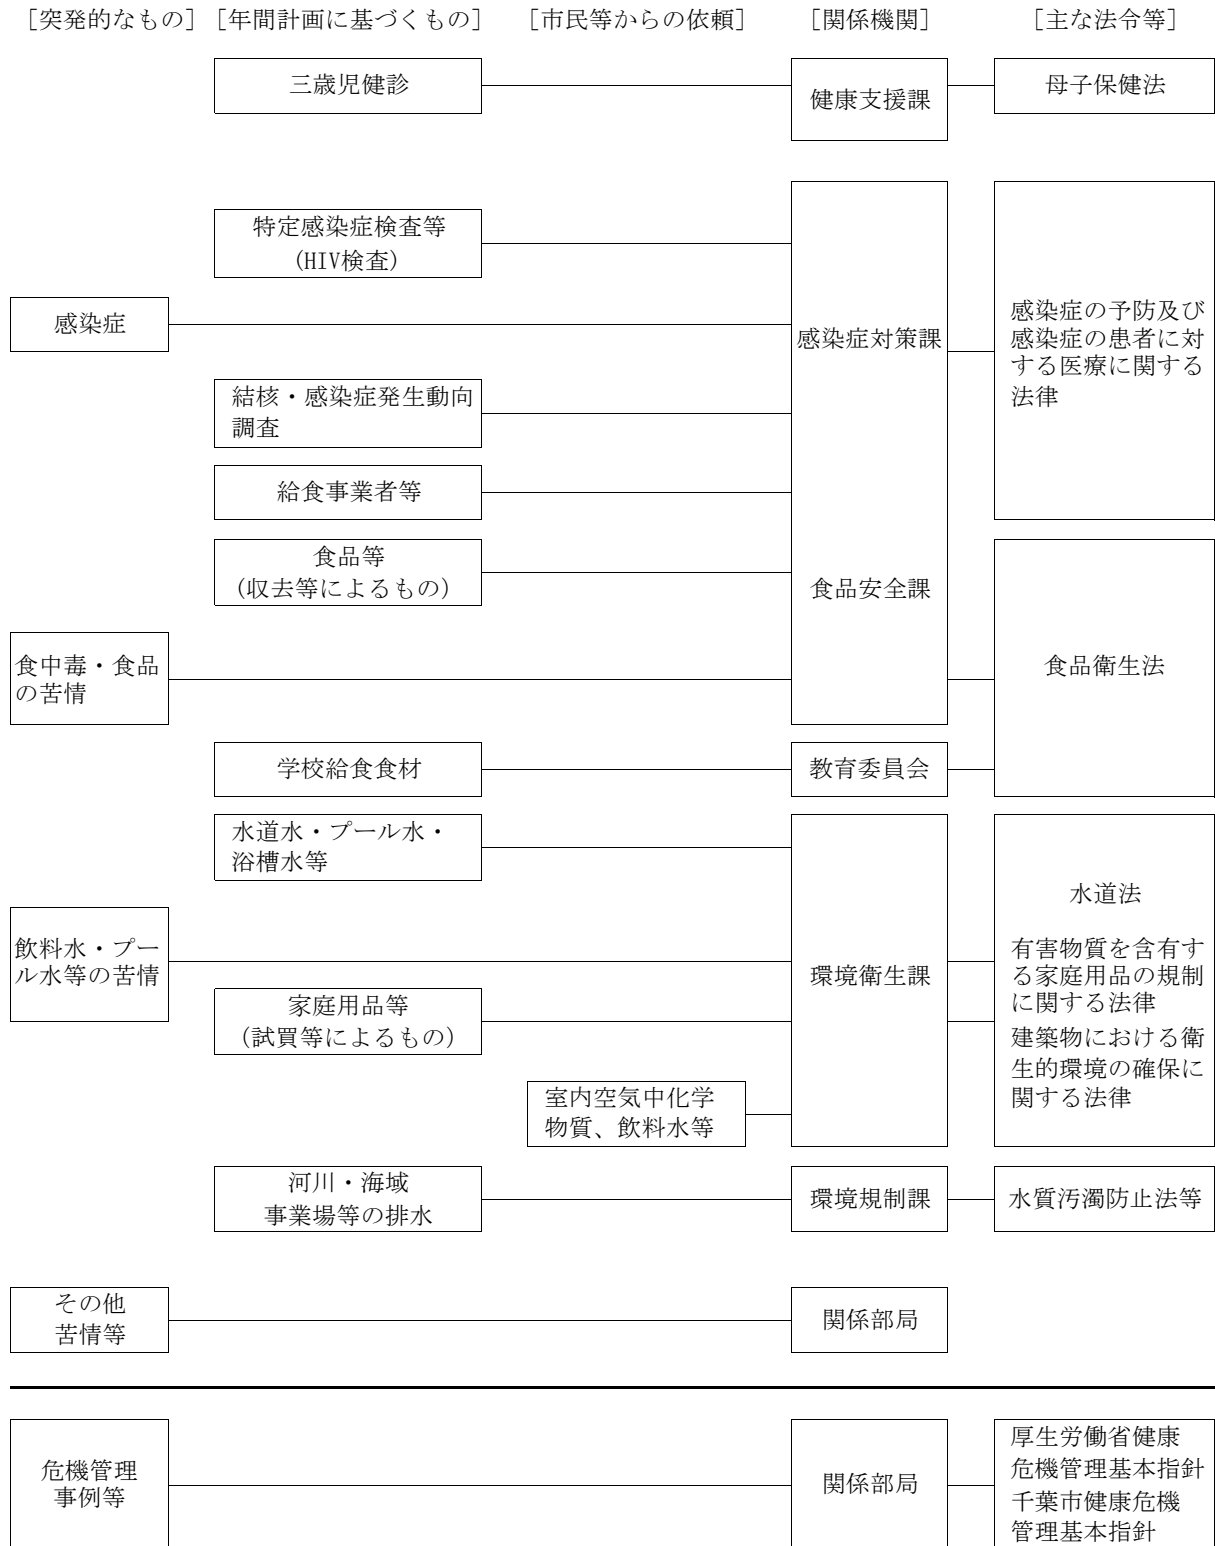 ［突発的なもの］ ［年間計画に基づくもの］ ［市民等からの依頼］ ［関係機関］ ［主な法令等］
三歳児健診
健康支援課
母子保健法
特定感染症検査等
(HIV検査)
感染症
感染症対策課
感染症の予防及び
感染症の患者に対
する医療に関する
法律
結核・感染症発生動向
調査
給食事業者等
食品等
(収去等によるもの)
食品安全課
食中毒・食品
の苦情
食品衛生法
学校給食食材
教育委員会
水道水・プール水・
浴槽水等
飲料水・プー
ル水等の苦情
環境衛生課
水道法
有害物質を含有す
る家庭用品の規制
に関する法律
建築物における衛
生的環境の確保に
関する法律
家庭用品等
(試買等によるもの)
室内空気中化学
物質、飲料水等
河川・海域
事業場等の排水
環境規制課
水質汚濁防止法等
その他
苦情等
関係部局
危機管理
事例等
関係部局
厚生労働省健康
危機管理基本指針
千葉市健康危機
管理基本指針